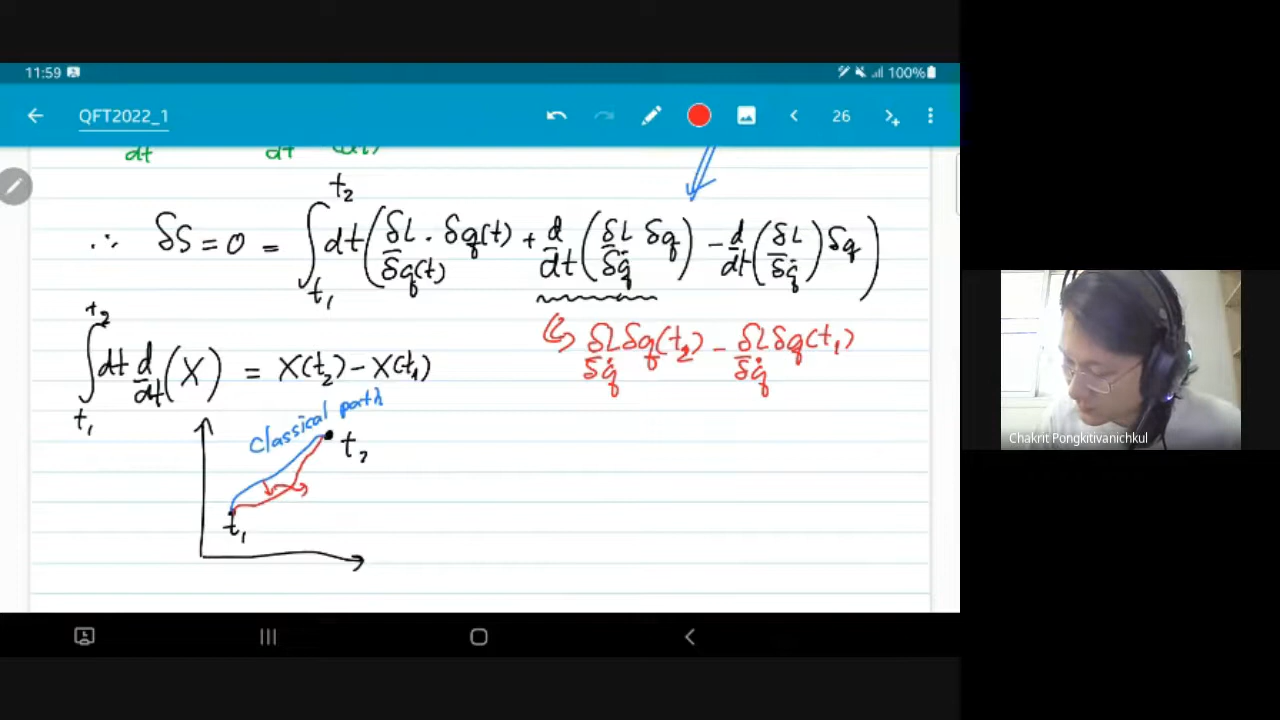 11:59 100%
QFT2022_1 26
dt dt
∴ δS = 0 = ∫_{t₁}^{t₂} dt ( δL/δq(t) · δq(t) + d/dt ( δL/δq̇ δq ) − d/dt ( δL/δq̇ ) δq )
↳ δL/δq̇ δq(t₂) − δL/δq̇ δq(t₁)
∫_{t₁}^{t₂} dt d/dt (X) = X(t₂) − X(t₁)
classical path
t₂
t₁
Chakrit Pongkitivanichkul